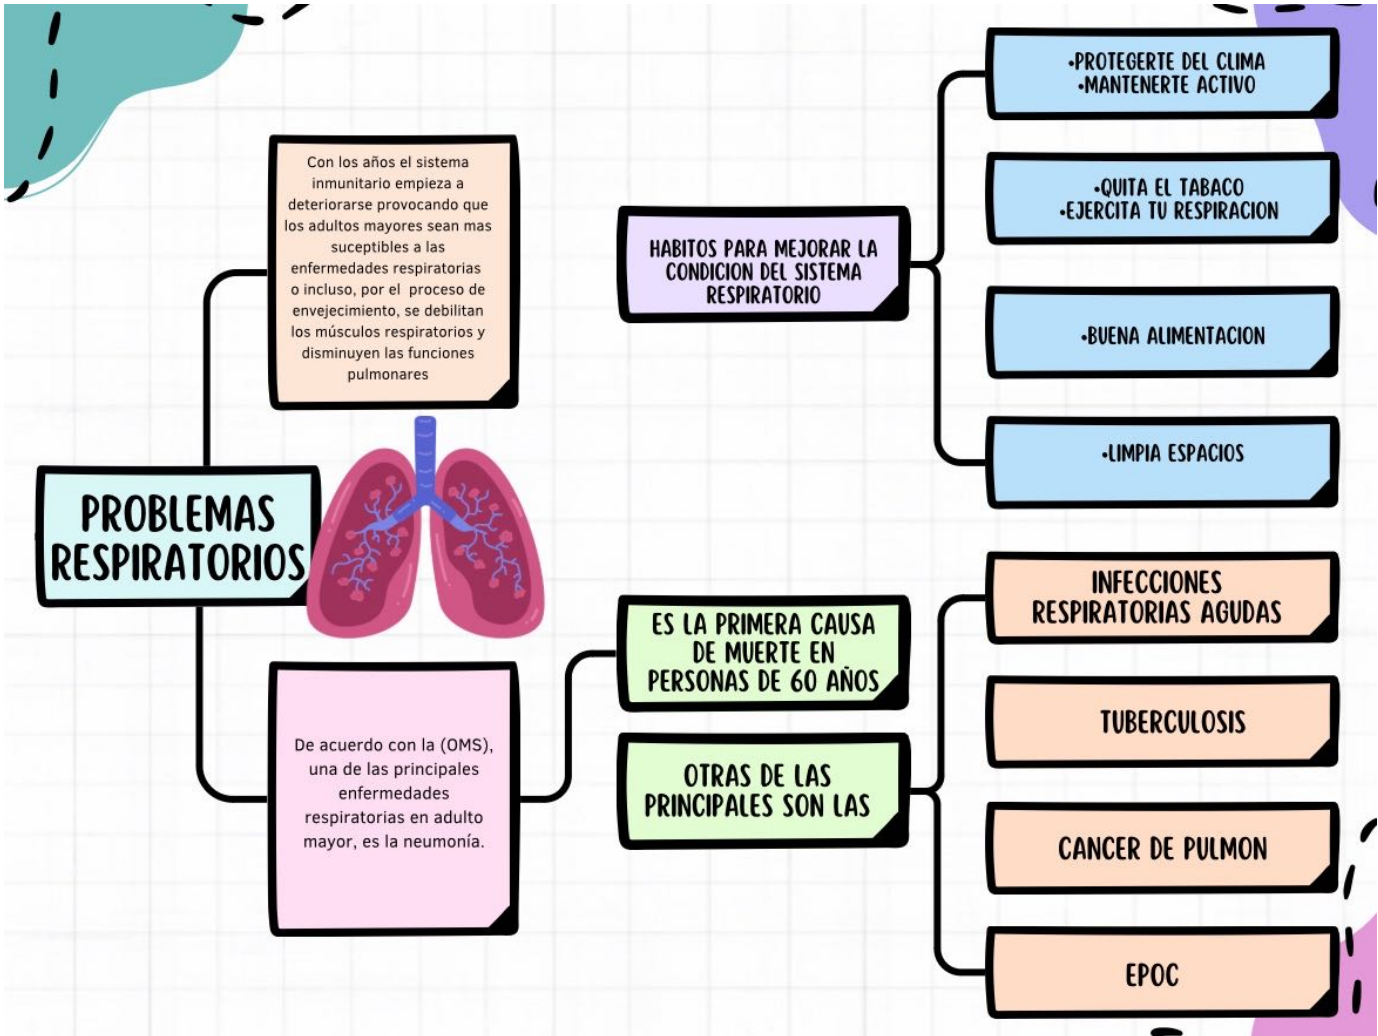 PROBLEMAS
RESPIRATORIOS
Con los años el sistema
inmunitario empieza a
deteriorarse provocando que
los adultos mayores sean mas
suceptibles a las
enfermedades respiratorias
o incluso, por el proceso de
envejecimiento, se debilitan
los músculos respiratorios y
disminuyen las funciones
pulmonares
De acuerdo con la (OMS),
una de las principales
enfermedades
respiratorias en adulto
mayor, es la neumonía.
HABITOS PARA MEJORAR LA
CONDICION DEL SISTEMA
RESPIRATORIO
•PROTEGERTE DEL CLIMA
•MANTENERTE ACTIVO
•QUITA EL TABACO
•EJERCITA TU RESPIRACION
•BUENA ALIMENTACION
•LIMPIA ESPACIOS
ES LA PRIMERA CAUSA
DE MUERTE EN
PERSONAS DE 60 AÑOS
OTRAS DE LAS
PRINCIPALES SON LAS
INFECCIONES
RESPIRATORIAS AGUDAS
TUBERCULOSIS
CANCER DE PULMON
EPOC